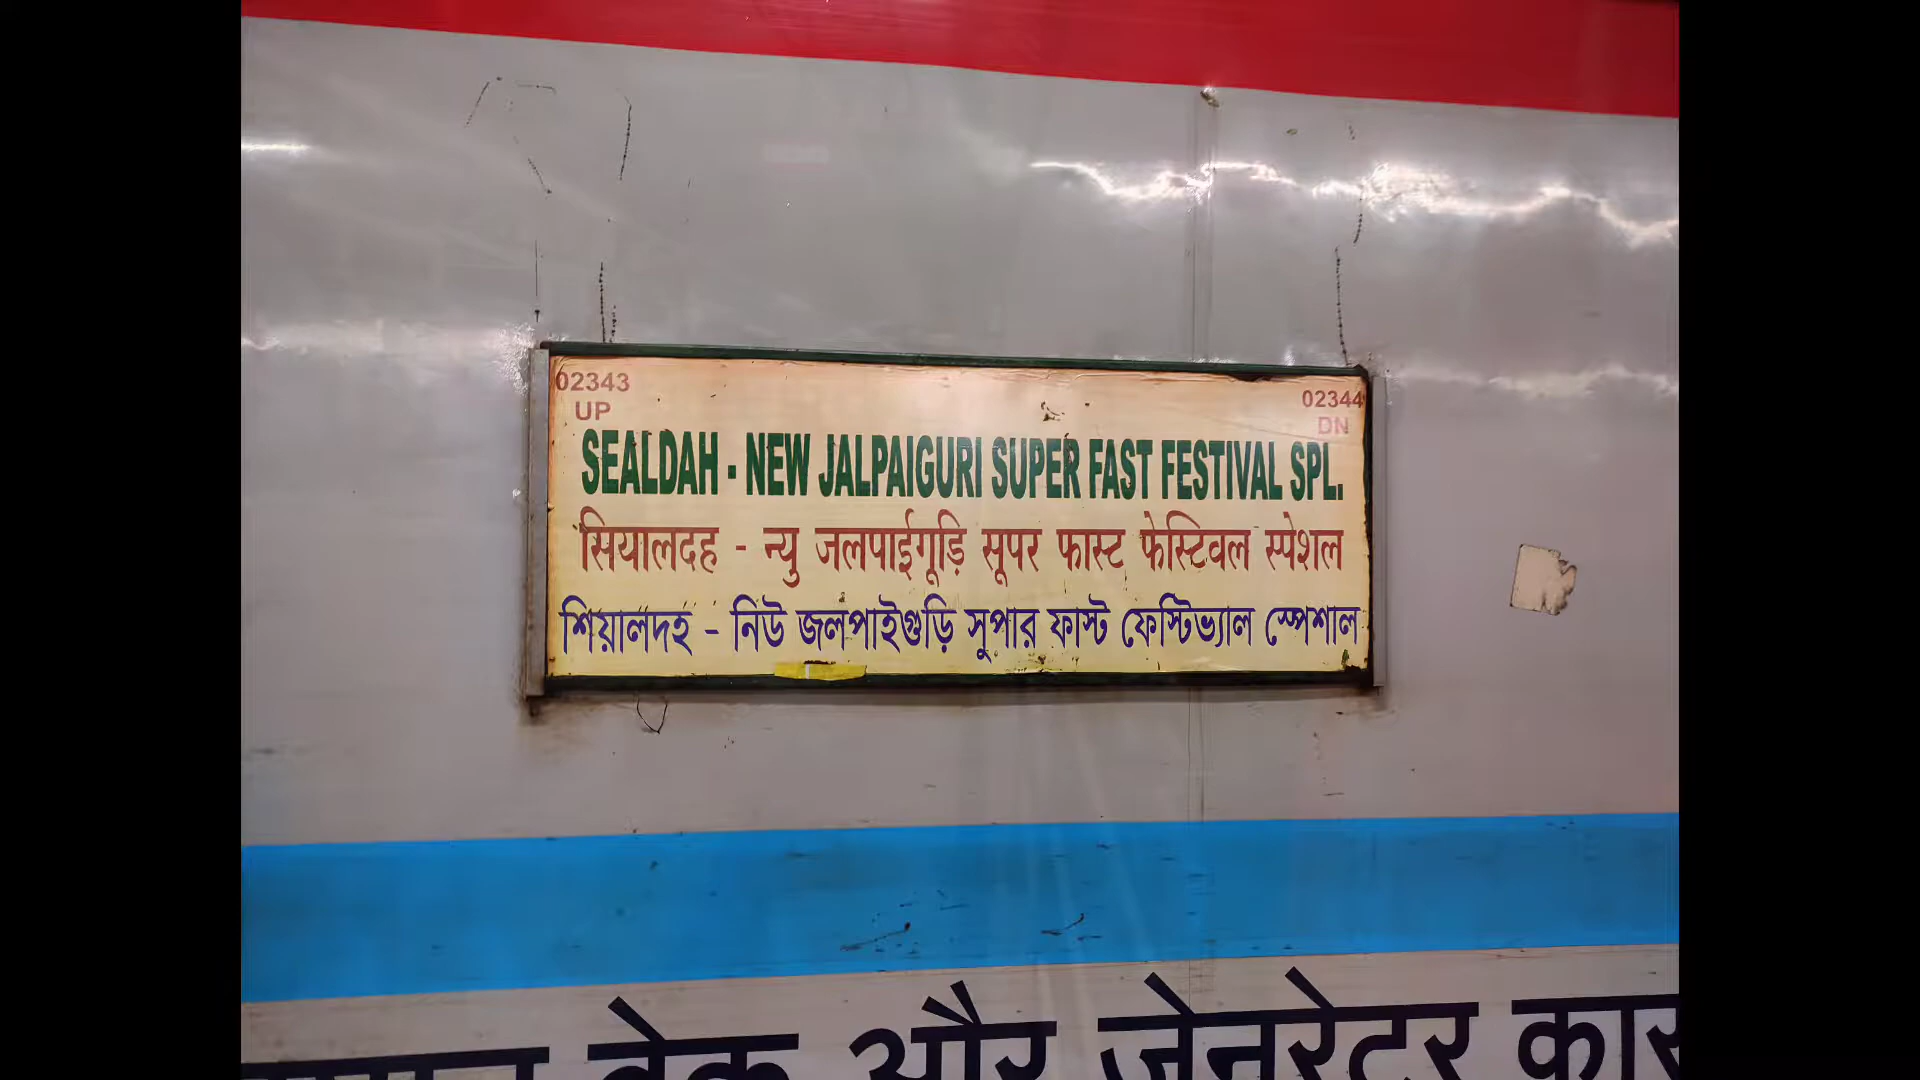 02343
UP
02344
DN
SEALDAH - NEW JALPAIGURI SUPER FAST FESTIVAL SPL.
सियालदह - न्यु जलपाईगूड़ि सूपर फास्ट फेस्टिवल स्पेशल
শিয়ালদহ - নিউ জলপাইগুড়ি সুপার ফাস্ট ফেস্টিভ্যাল স্পেশাল
ब्रेक और जेनरेटर कार